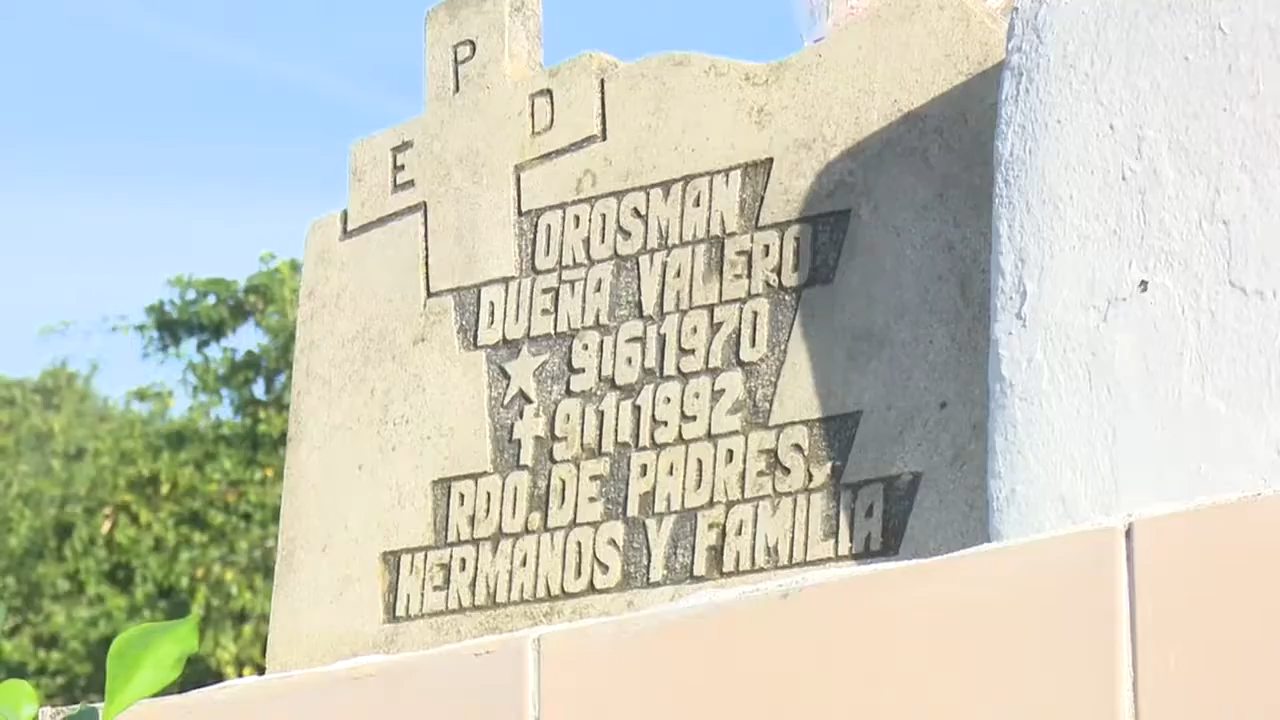 E P D
OROSMAN
DUEÑA VALERO
9 6 1970
9 1 1992
RDO. DE PADRES,
HERMANOS Y FAMILIA